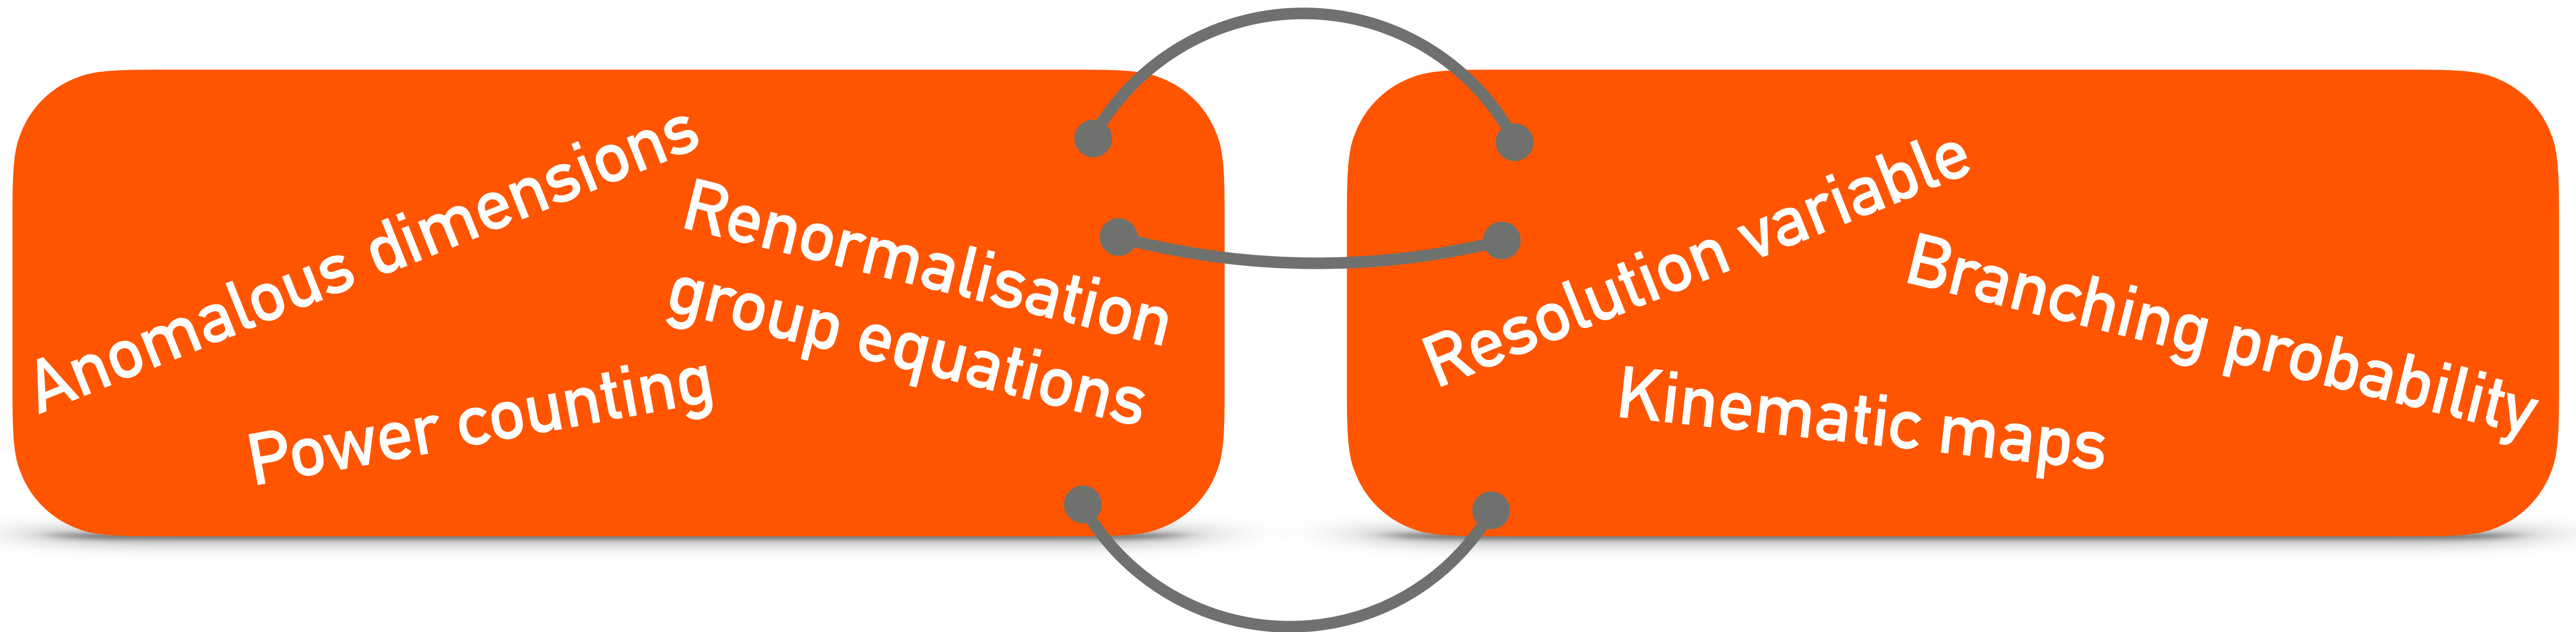 Anomalous dimensions
Renormalisation
group equations
Power counting
Resolution variable
Branching probability
Kinematic maps